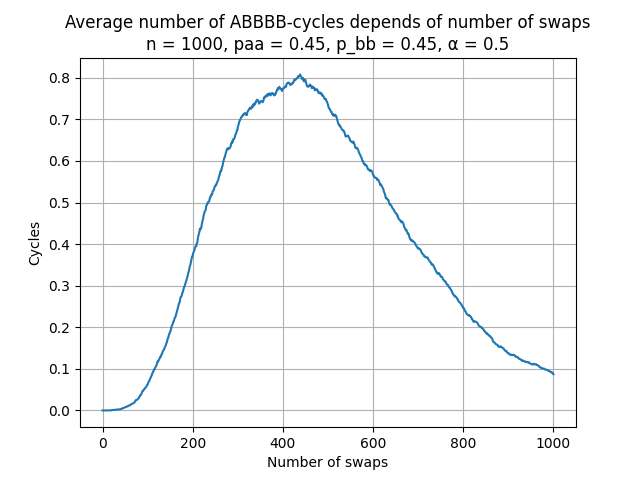 Average number of ABBBB-cycles depends of number of swaps
n = 1000, paa = 0.45, p_bb = 0.45, α = 0.5
0.8
0.7
0.6
0.5
0.4
0.3
0.2
0.1
0.0
Cycles
0 200 400 600 800 1000
Number of swaps